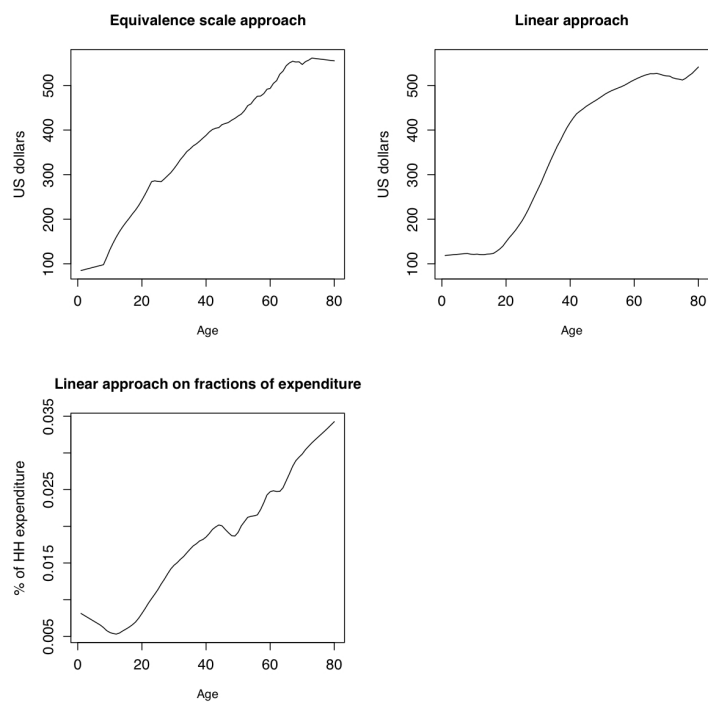 Equivalence scale approach
US dollars
500
400
300
200
100
0 20 40 60 80
Age
Linear approach
US dollars
500
400
300
200
100
0 20 40 60 80
Age
Linear approach on fractions of expenditure
% of HH expenditure
0.035
0.025
0.015
0.005
0 20 40 60 80
Age